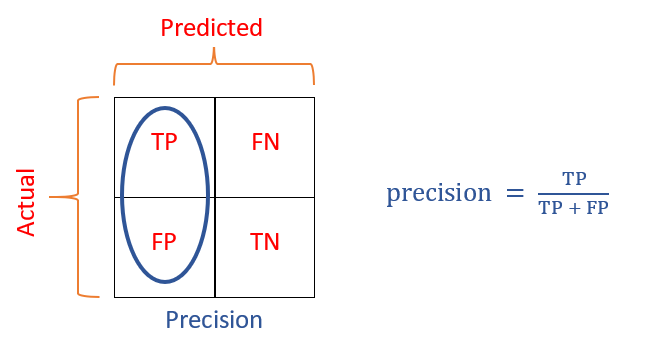 Predicted
Actual
TP FN
FP TN
Precision
precision = TP / TP + FP